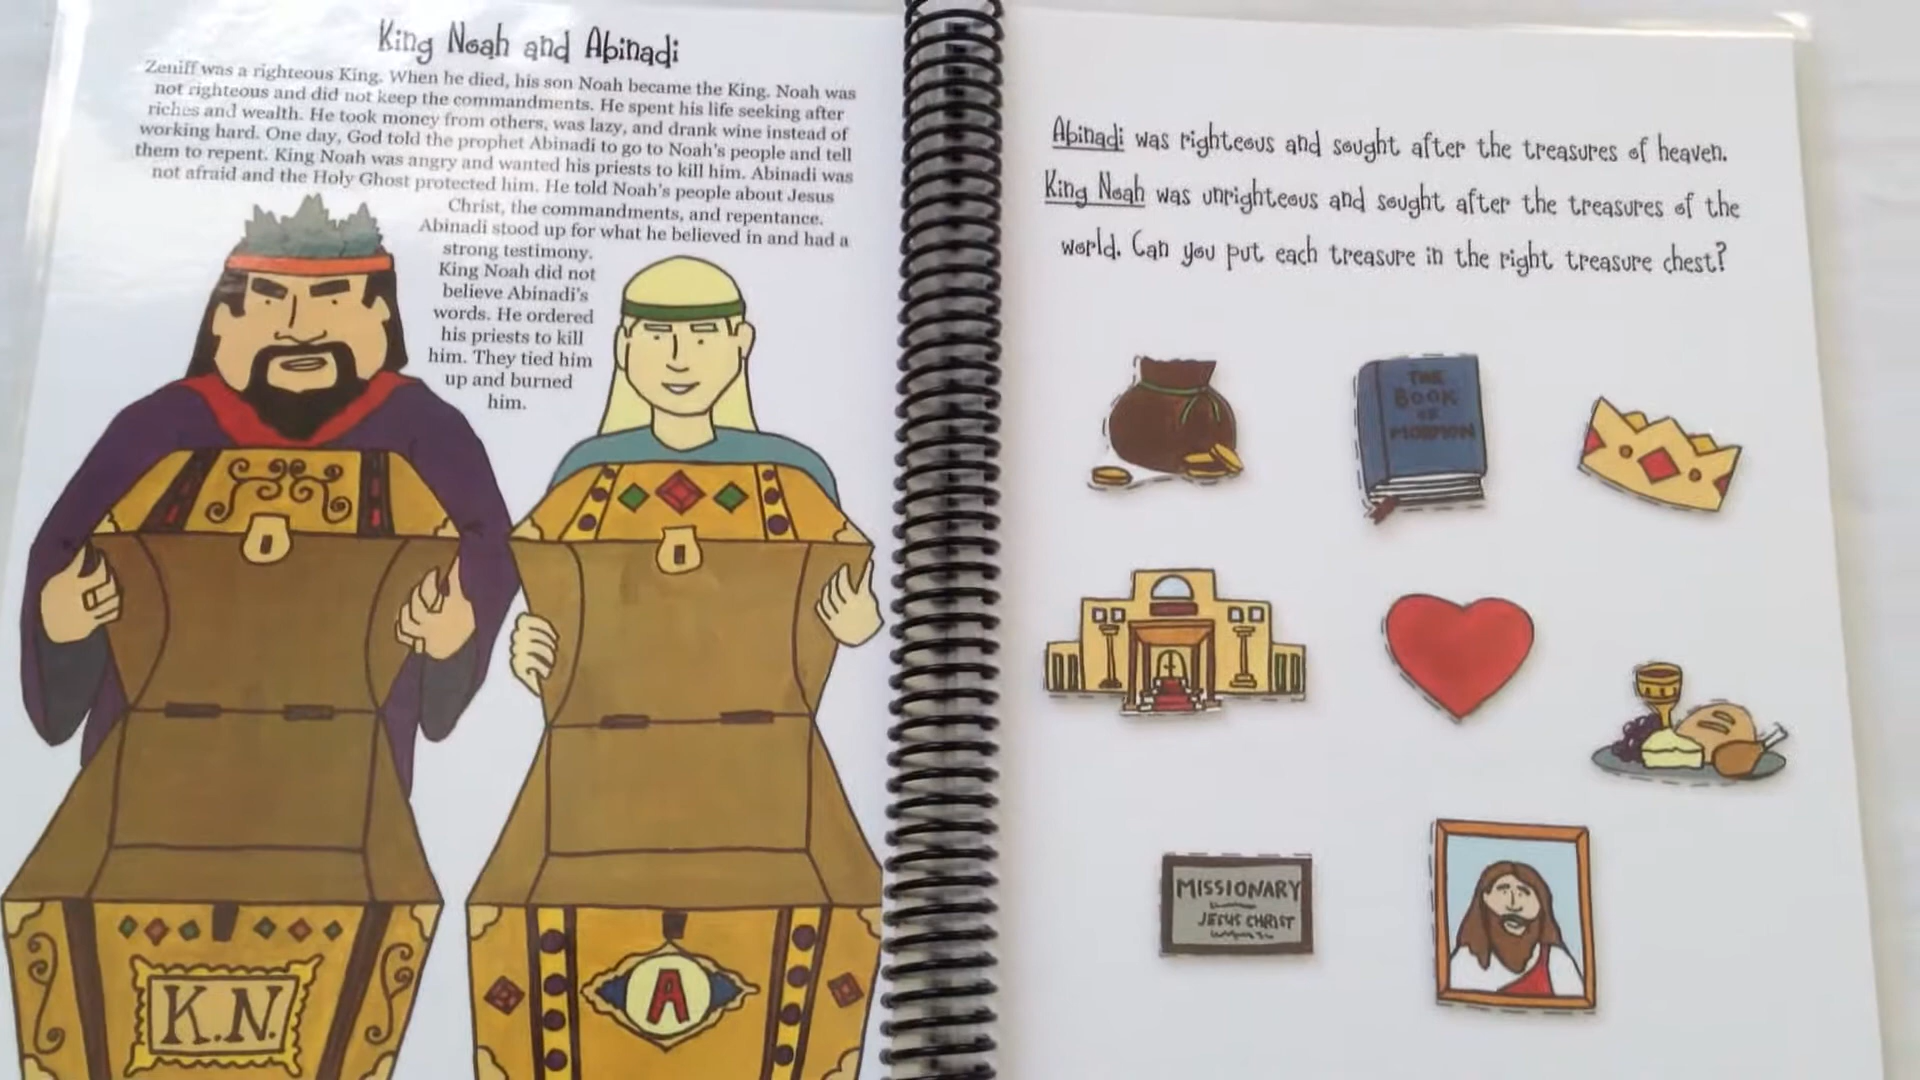 King Noah and Abinadi
Zeniff was a righteous King. When he died, his son Noah became the King. Noah was
not righteous and did not keep the commandments. He spent his life seeking after
riches and wealth. He took money from others, was lazy, and drank wine instead of
working hard. One day, God told the prophet Abinadi to go to Noah's people and tell
them to repent. King Noah was angry and wanted his priests to kill him. Abinadi was
not afraid and the Holy Ghost protected him. He told Noah's people about Jesus
Christ, the commandments, and repentance.
Abinadi stood up for what he believed in and had a
strong testimony.
King Noah did not
believe Abinadi's
words. He ordered
his priests to kill
him. They tied him
up and burned
him.
K.N.
A
Abinadi was righteous and sought after the treasures of heaven.
King Noah was unrighteous and sought after the treasures of the
world. Can you put each treasure in the right treasure chest?
THE
BOOK
OF
MORMON
MISSIONARY
JESUS CHRIST